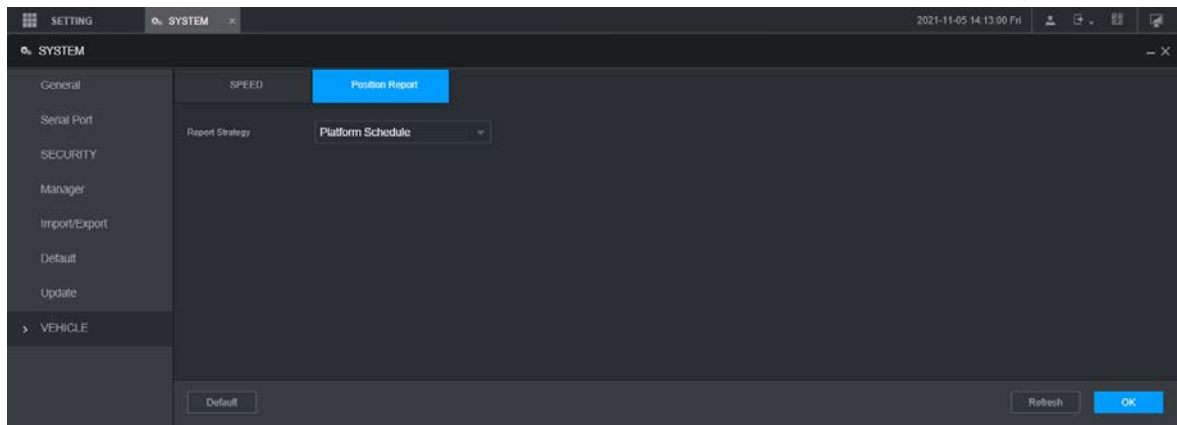 SETTING
SYSTEM ×
2021-11-05 14:13:00 Fri
SYSTEM
General
Serial Port
SECURITY
Manager
Import/Export
Default
Update
VEHICLE
SPEED
Position Report
Report Strategy
Platform Schedule
Default
Refresh
OK